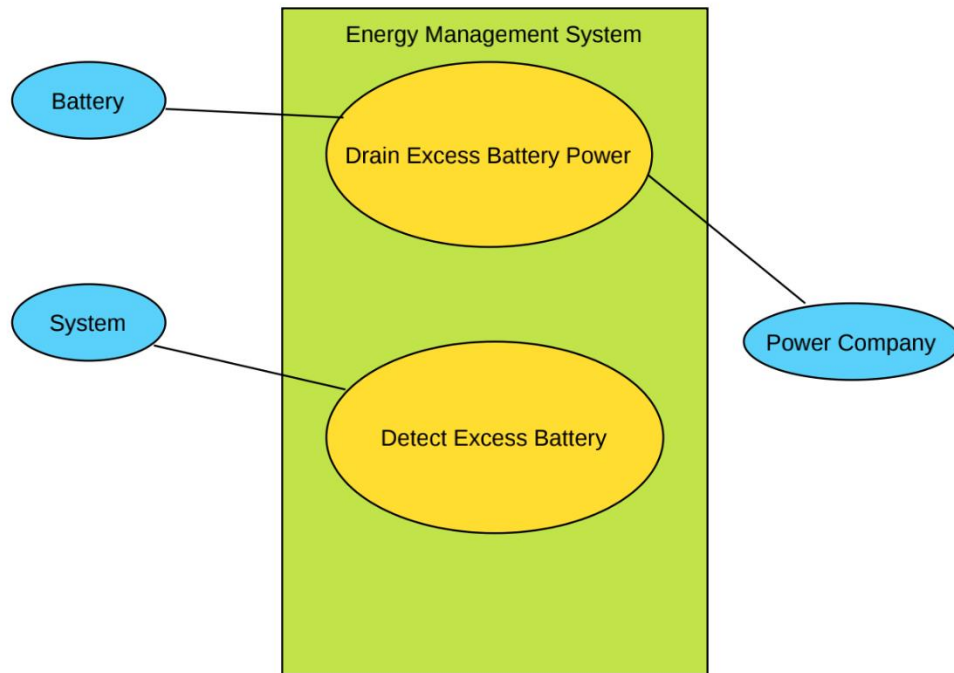 Energy Management System
Battery
Drain Excess Battery Power
System
Power Company
Detect Excess Battery